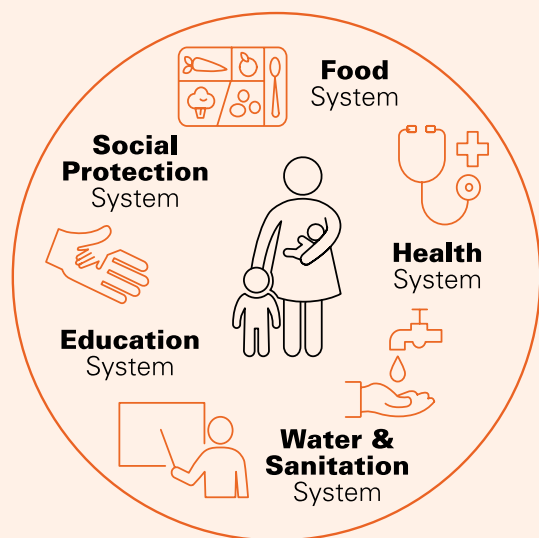 Food
System
Social
Protection
System
Health
System
Education
System
Water &
Sanitation
System